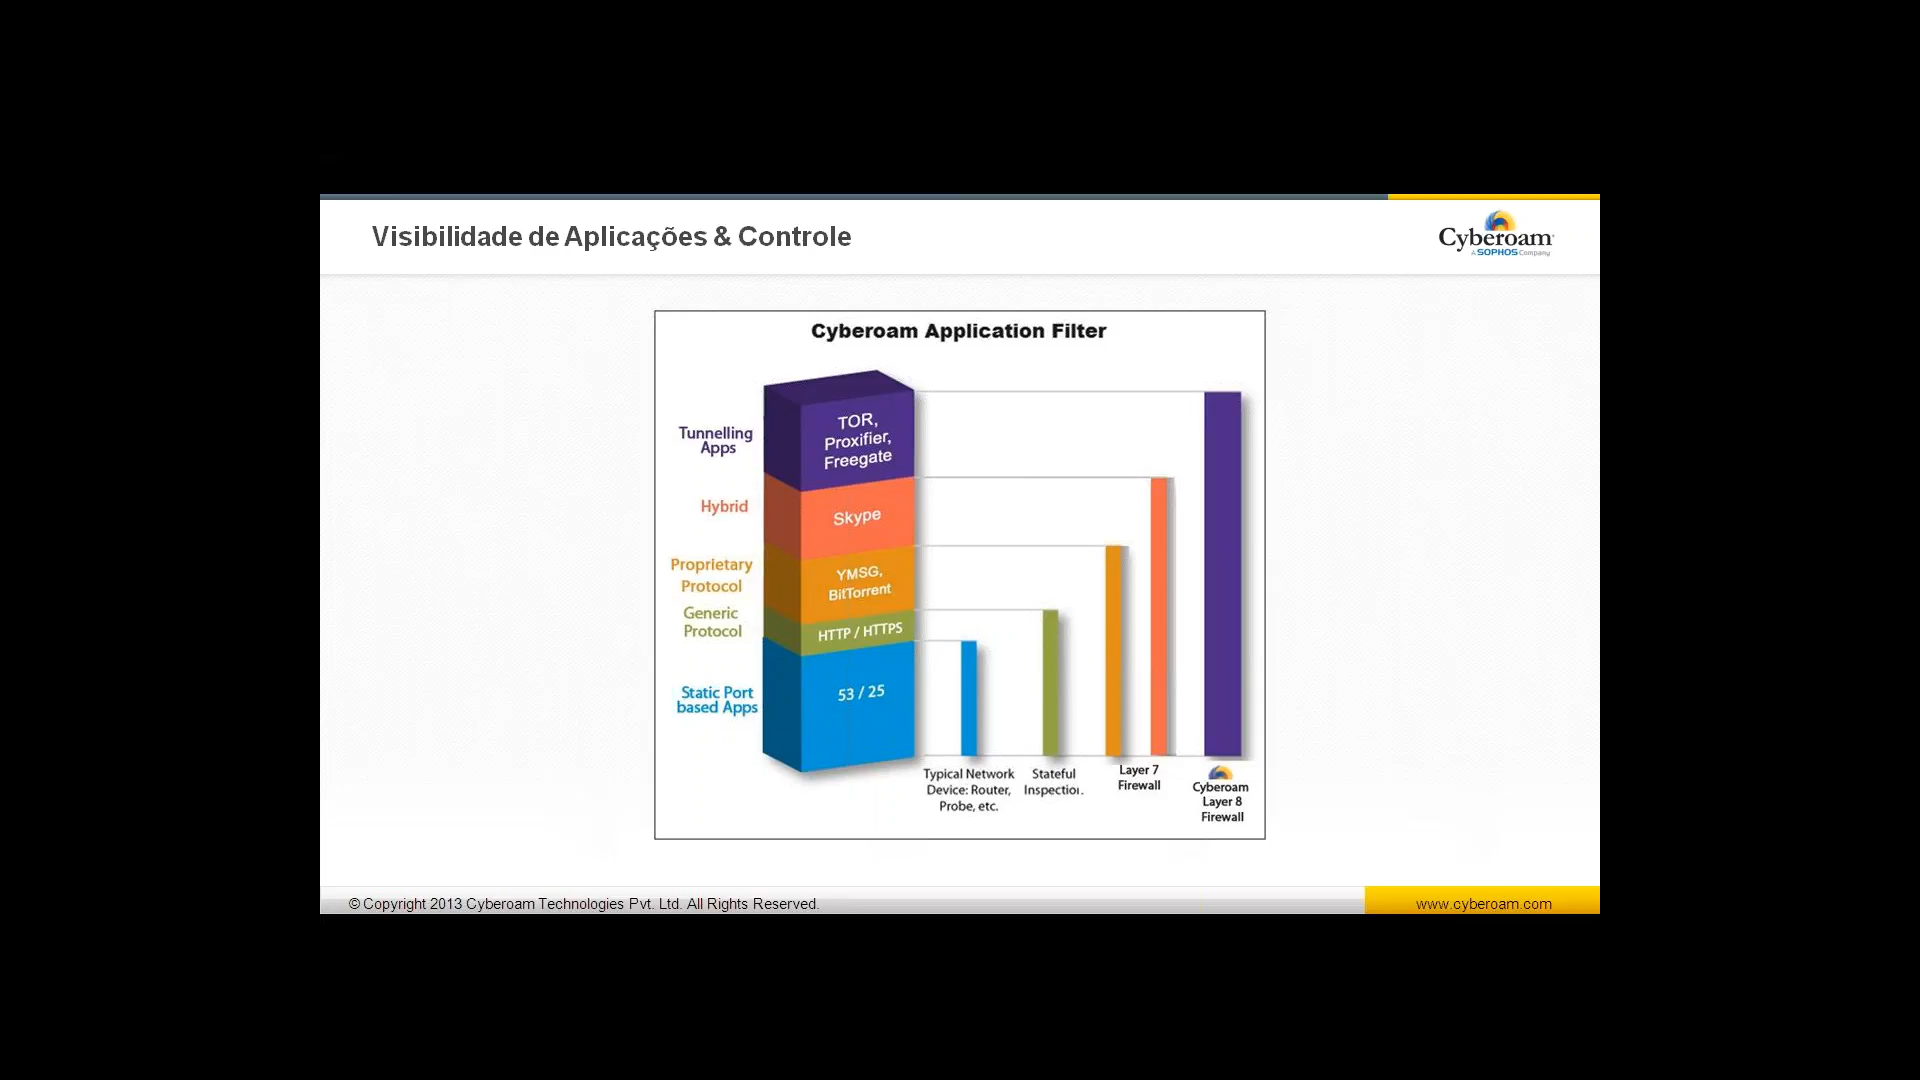 Visibilidade de Aplicações & Controle
Cyberoam
A SOPHOS Company
Cyberoam Application Filter
Tunnelling
Apps
TOR,
Proxifier,
Freegate
Hybrid
Skype
Proprietary
Protocol
YMSG,
BitTorrent
Generic
Protocol
HTTP / HTTPS
Static Port
based Apps
53 / 25
Typical Network
Device: Router,
Probe, etc.
Stateful
Inspection.
Layer 7
Firewall
Cyberoam
Layer 8
Firewall
© Copyright 2013 Cyberoam Technologies Pvt. Ltd. All Rights Reserved.
www.cyberoam.com